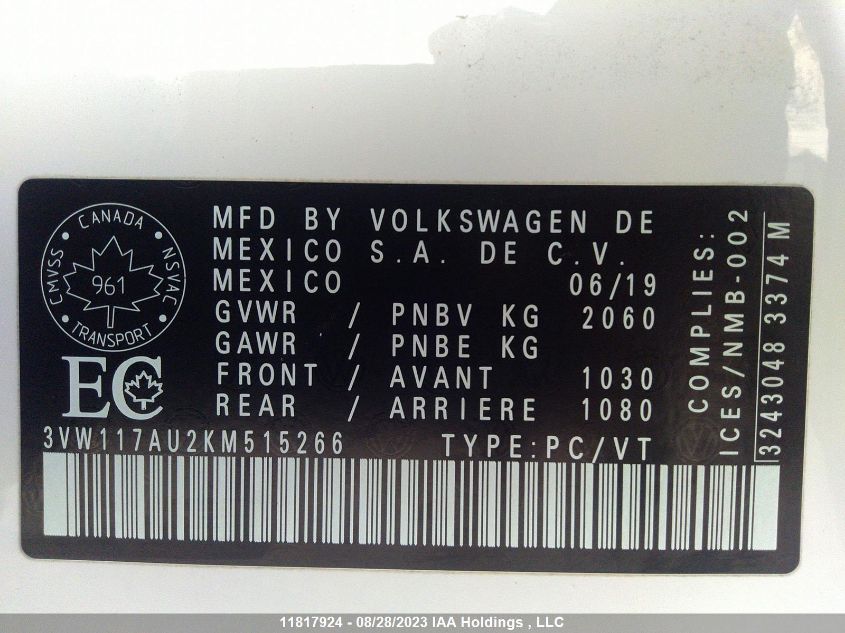 CANADA
CMVSS
NSVAC
961
TRANSPORT
EC
MFD BY VOLKSWAGEN DE
MEXICO S.A. DE C.V.
MEXICO 06/19
GVWR / PNBV KG 2060
GAWR / PNBE KG
FRONT / AVANT 1030
REAR / ARRIERE 1080
3VW117AU2KM515266 TYPE:PC/VT
COMPLIES:
ICES/NMB-002
3243048 3374 M
11817924 - 08/28/2023 IAA Holdings , LLC